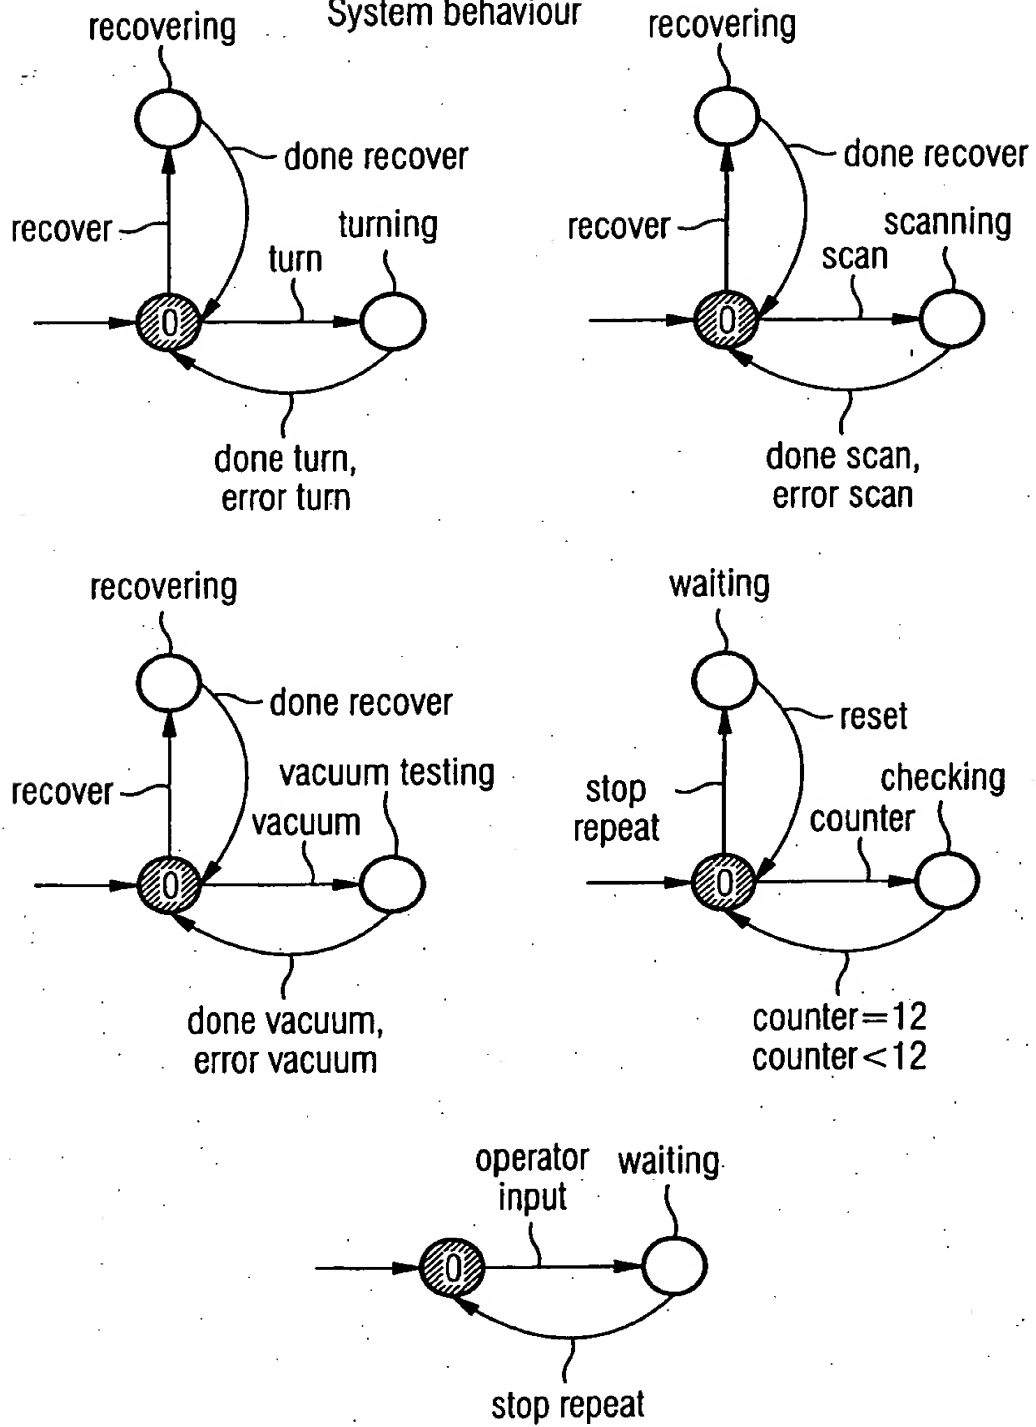 System behaviour
recovering
done recover
recover
turning
turn
0
done turn,
error turn
recovering
done recover
recover
scanning
scan
0
done scan,
error scan
recovering
done recover
recover
vacuum testing
vacuum
0
done vacuum,
error vacuum
waiting
reset
stop
repeat
checking
counter
0
counter=12
counter<12
operator
input
waiting
0
stop repeat